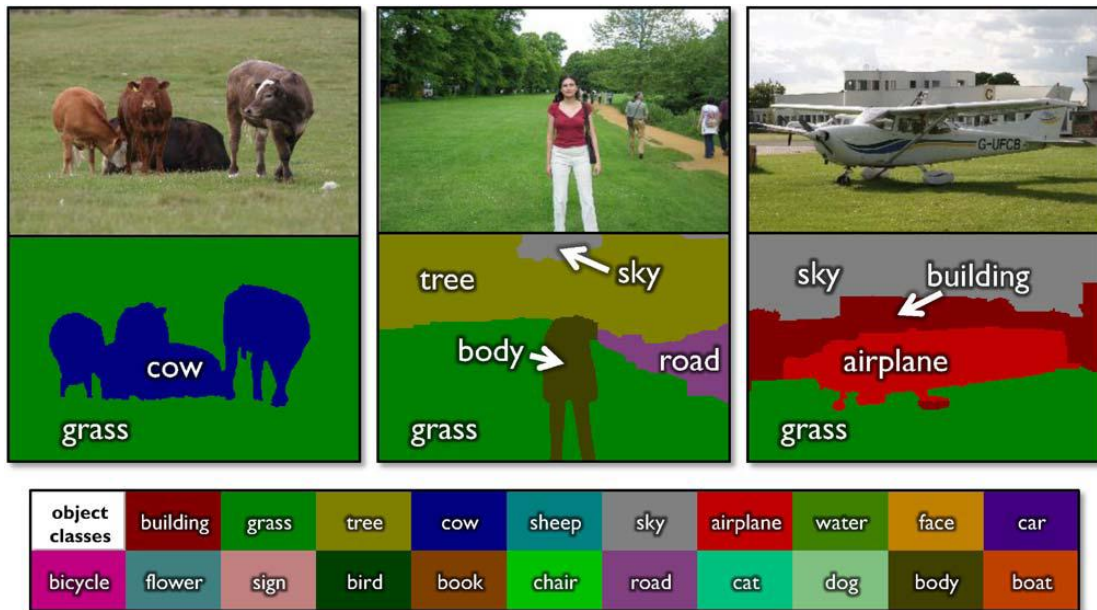 C
G-UFCB
tree
sky
sky
building
body
road
airplane
cow
grass
grass
grass
object classes
building
grass
tree
cow
sheep
sky
airplane
water
face
car
bicycle
flower
sign
bird
book
chair
road
cat
dog
body
boat